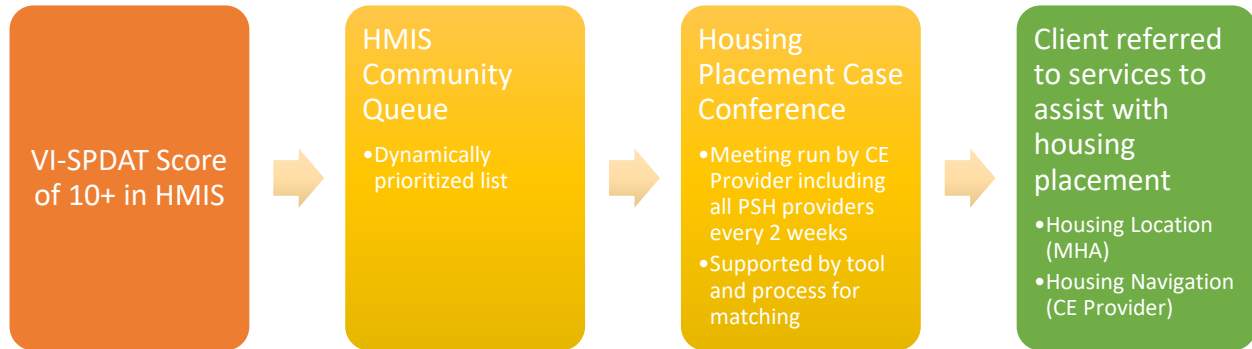 VI-SPDAT Score
of 10+ in HMIS
HMIS
Community
Queue
•Dynamically
prioritized list
Housing
Placement Case
Conference
•Meeting run by CE
Provider including
all PSH providers
every 2 weeks
•Supported by tool
and process for
matching
Client referred
to services to
assist with
housing
placement
•Housing Location
(MHA)
•Housing Navigation
(CE Provider)